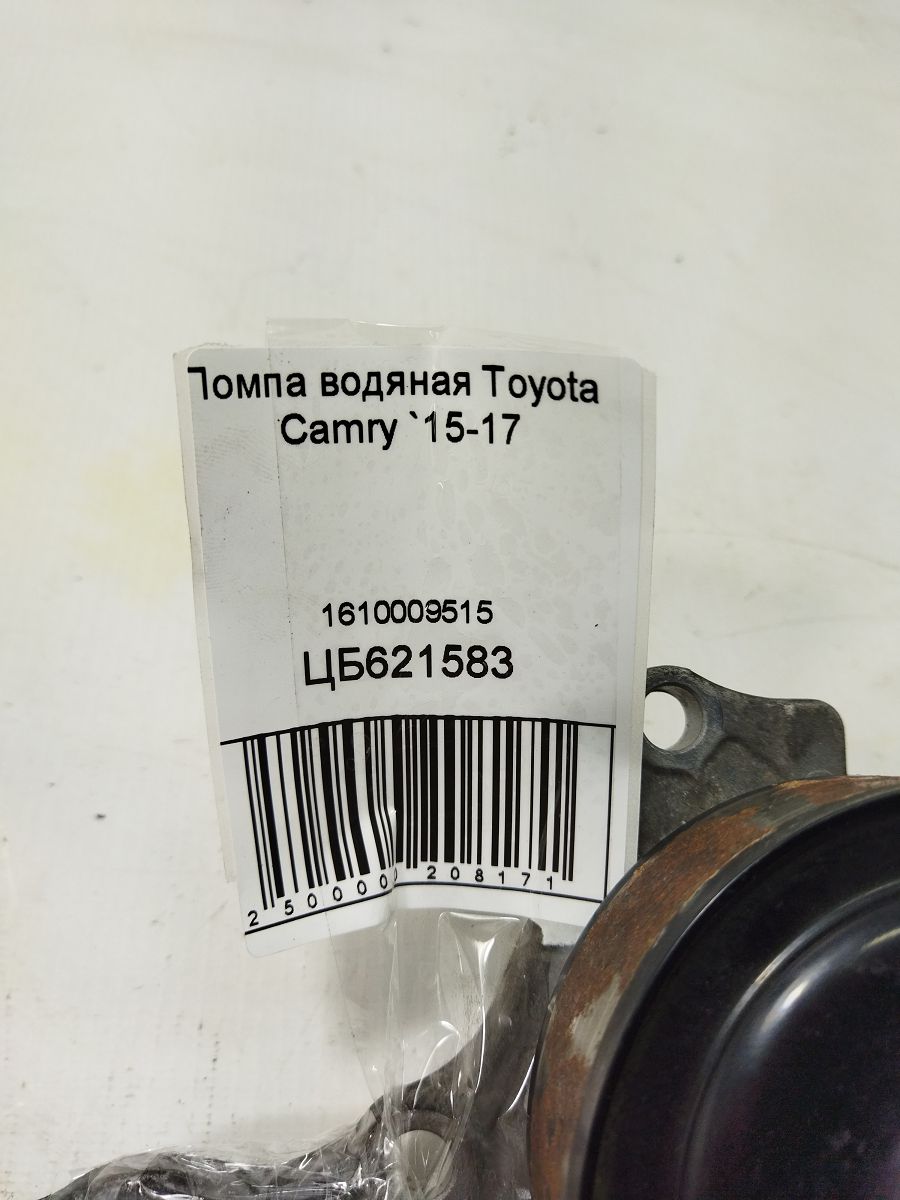 Помпа водяная Toyota
Camry `15-17
1610009515
ЦБ621583
2500000208171